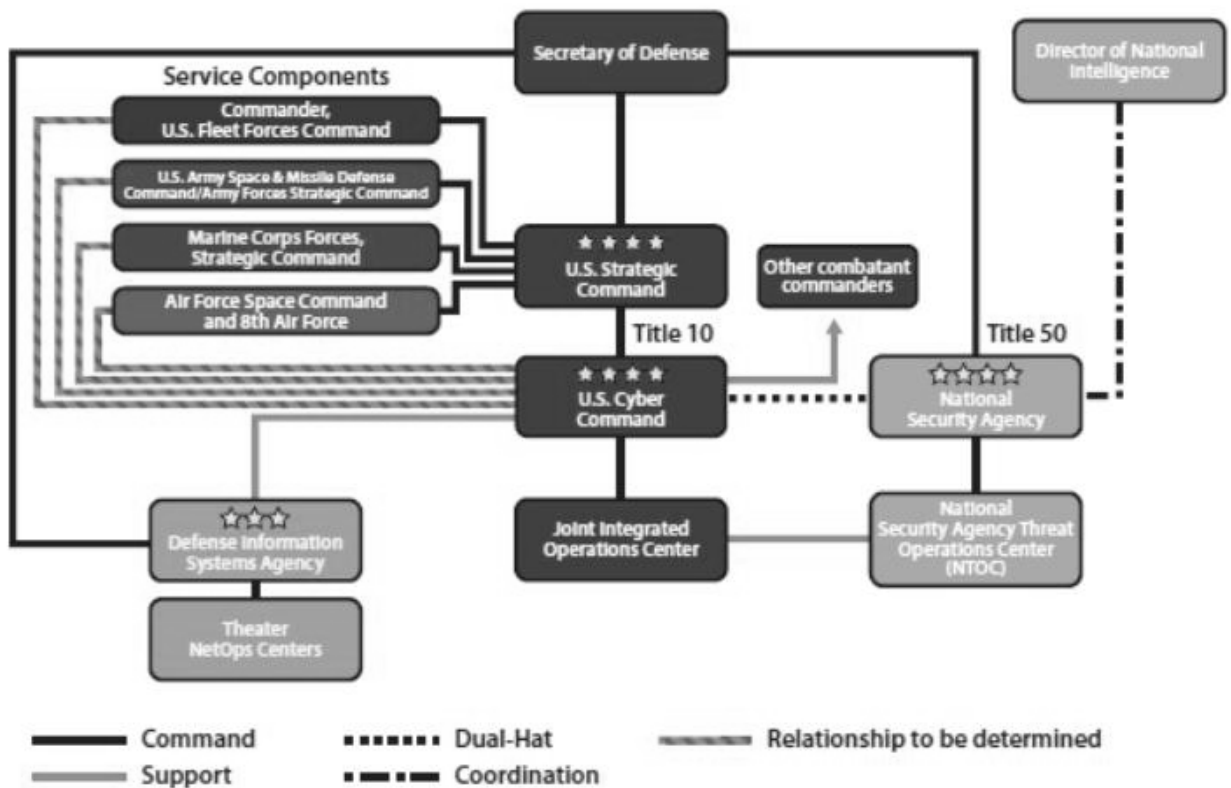 Secretary of Defense
Director of National
Intelligence
Service Components
Commander,
U.S. Fleet Forces Command
U.S. Army Space & Missile Defense
Command/Army Forces Strategic Command
Marine Corps Forces,
Strategic Command
Air Force Space Command
and 8th Air Force
U.S. Strategic
Command
Other combatant
commanders
Title 10
Title 50
U.S. Cyber
Command
National
Security Agency
Defense Information
Systems Agency
Joint Integrated
Operations Center
National
Security Agency Threat
Operations Center
(NTOC)
Theater
NetOps Centers
Command
Dual-Hat
Relationship to be determined
Support
Coordination